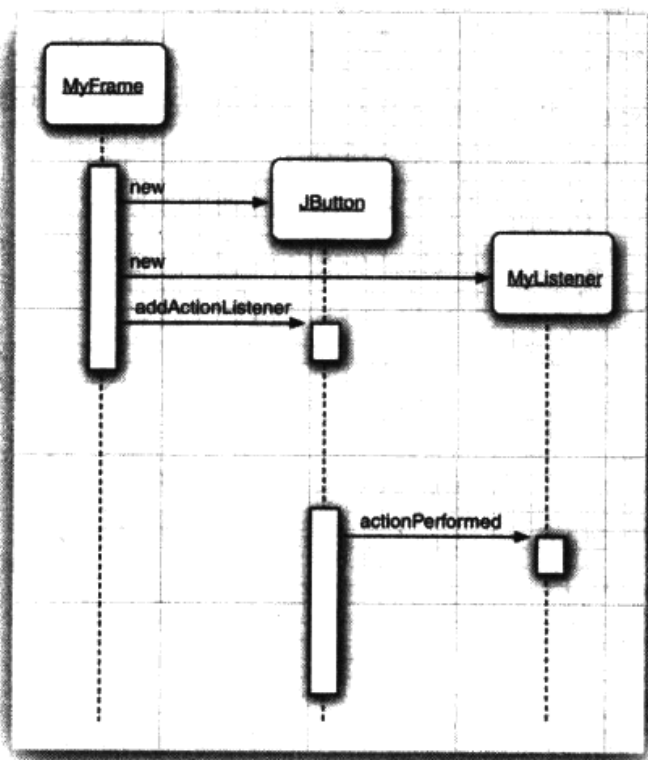 MyFrame
new
JButton
new
MyListener
addActionListener
actionPerformed